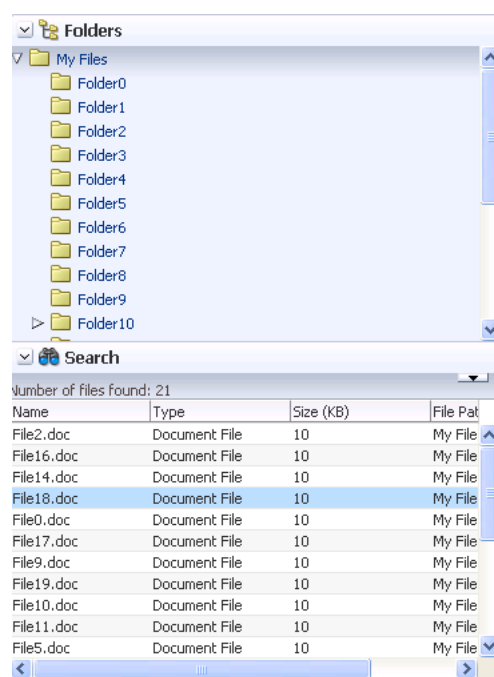 Folders
My Files
Folder0
Folder1
Folder2
Folder3
Folder4
Folder5
Folder6
Folder7
Folder8
Folder9
Folder10
Search
Number of files found: 21
Name Type Size (KB) File Pat
File2.doc Document File 10 My File
File16.doc Document File 10 My File
File14.doc Document File 10 My File
File18.doc Document File 10 My File
File0.doc Document File 10 My File
File17.doc Document File 10 My File
File9.doc Document File 10 My File
File19.doc Document File 10 My File
File10.doc Document File 10 My File
File11.doc Document File 10 My File
File5.doc Document File 10 My File